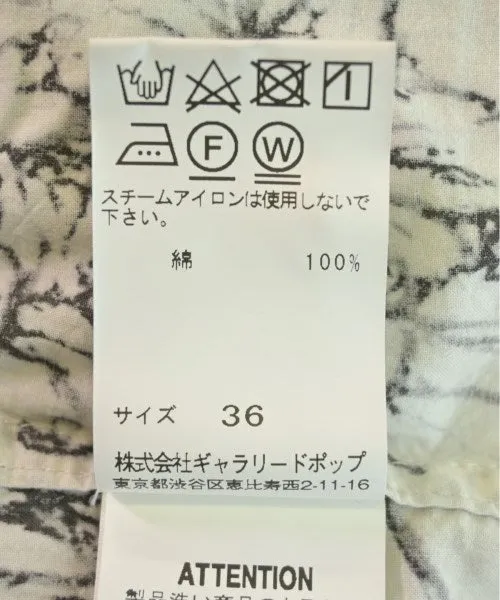 F W
スチームアイロンは使用しないで
下さい。
綿 100%
サイズ 36
株式会社ギャラリードポップ
東京都渋谷区恵比寿西2-11-16
ATTENTION